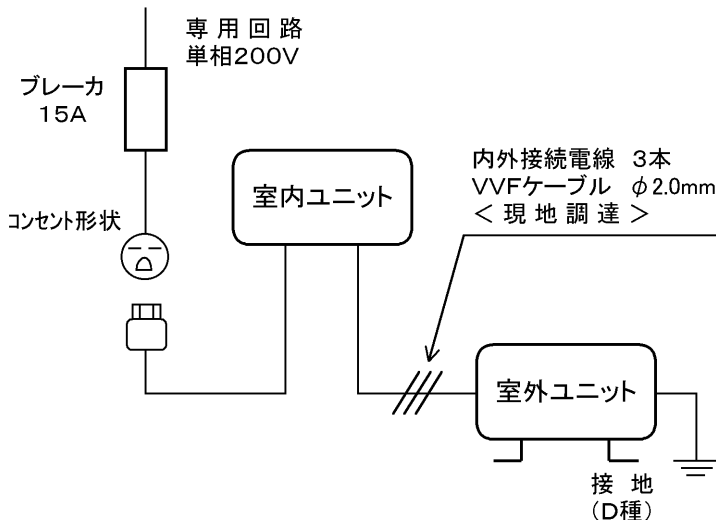 専用回路
単相200V
ブレーカ
15A
コンセント形状
室内ユニット
内外接続電線 3本
VVFケーブル φ2.0mm
<現地調達>
室外ユニット
接地
(D種)